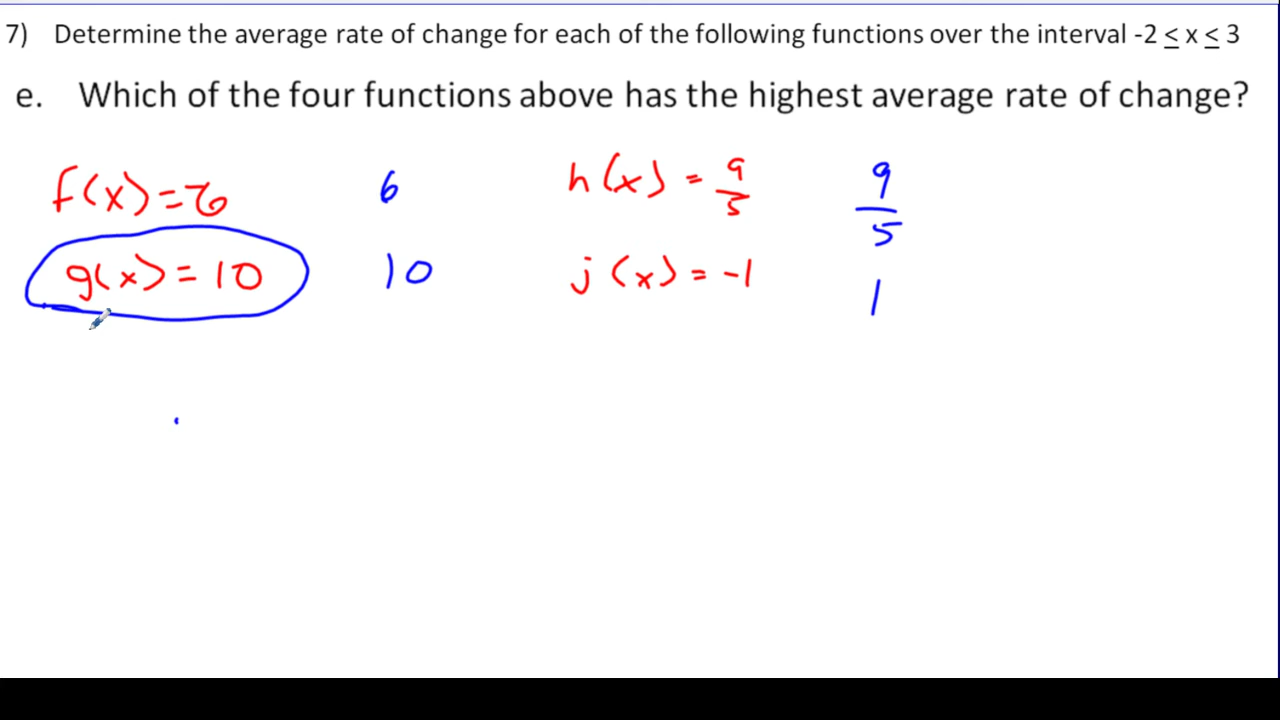 7) Determine the average rate of change for each of the following functions over the interval -2 ≤ x ≤ 3
e. Which of the four functions above has the highest average rate of change?
f(x) = 6 6 h(x) = 9/5 9/5
g(x) = 10 10 j(x) = -1 1